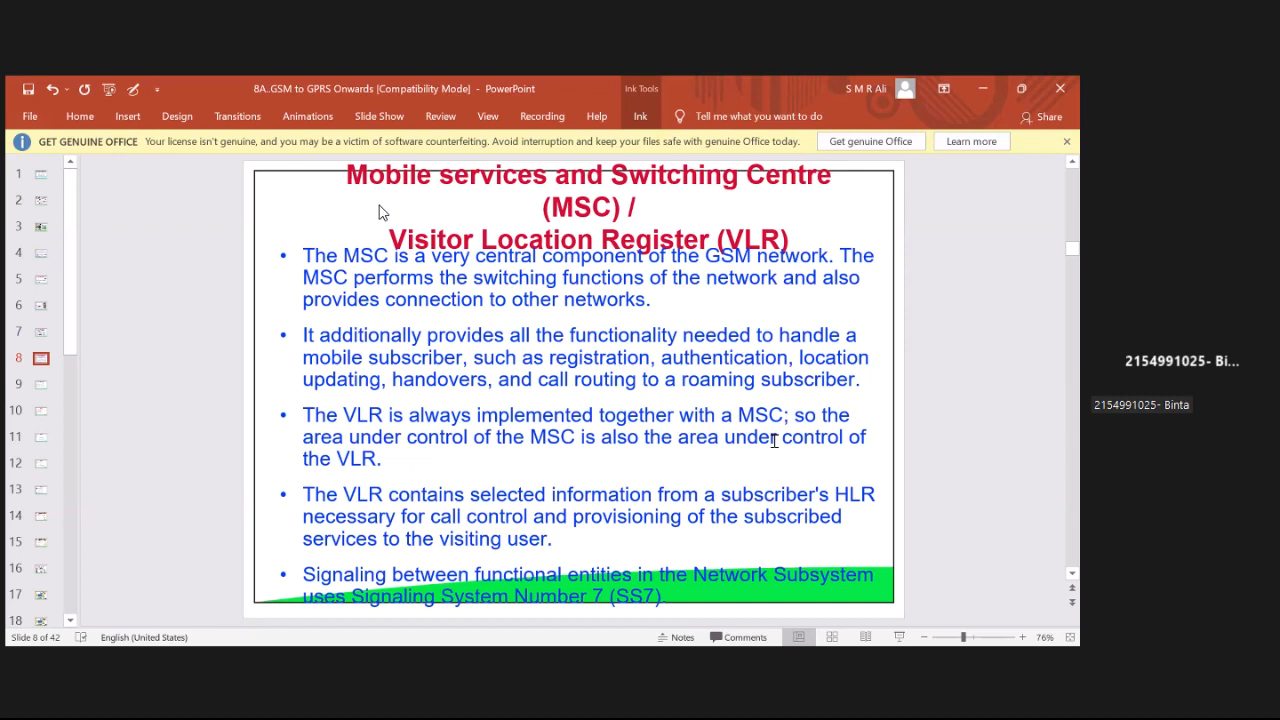 8A..GSM to GPRS Onwards [Compatibility Mode] - PowerPoint
Ink Tools
S M R Ali
File Home Insert Design Transitions Animations Slide Show Review View Recording Help Ink Tell me what you want to do Share
GET GENUINE OFFICE Your license isn't genuine, and you may be a victim of software counterfeiting. Avoid interruption and keep your files safe with genuine Office today. Get genuine Office Learn more
1
2
3
4
5
6
7
8
9
10
11
12
13
14
15
16
17
18
Mobile services and Switching Centre
(MSC) /
Visitor Location Register (VLR)
• The MSC is a very central component of the GSM network. The
MSC performs the switching functions of the network and also
provides connection to other networks.
• It additionally provides all the functionality needed to handle a
mobile subscriber, such as registration, authentication, location
updating, handovers, and call routing to a roaming subscriber.
• The VLR is always implemented together with a MSC; so the
area under control of the MSC is also the area under control of
the VLR.
• The VLR contains selected information from a subscriber's HLR
necessary for call control and provisioning of the subscribed
services to the visiting user.
• Signaling between functional entities in the Network Subsystem
uses Signaling System Number 7 (SS7).
Slide 8 of 42 English (United States) Notes Comments 76%
2154991025- Bi...
2154991025- Binta